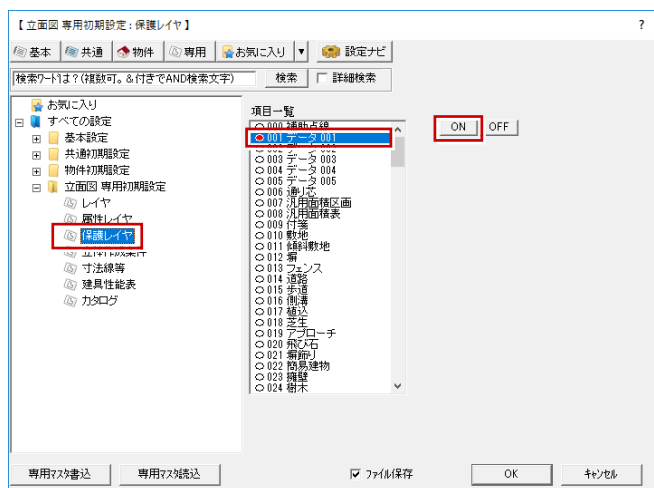 【 立面図 専用初期設定 : 保護レイヤ 】
?
基本
共通
物件
専用
お気に入り
▼
設定ナビ
検索ワードは？(複数可。&付きでAND検索文字)
検索
詳細検索
お気に入り
すべての設定
基本設定
共通初期設定
物件初期設定
立面図 専用初期設定
レイヤ
属性レイヤ
保護レイヤ
立体作成条件
寸法線等
建具性能表
カタログ
項目一覧
000 補助点線
001 データ 001
002 データ 002
003 データ 003
004 データ 004
005 データ 005
006 通り芯
007 汎用面積区画
008 汎用面積表
009 付箋
010 敷地
011 傾斜敷地
012 塀
013 フェンス
014 道路
015 歩道
016 側溝
017 植込
018 芝生
019 アプローチ
020 飛び石
021 塀飾り
022 簡易建物
023 擁壁
024 樹木
ON
OFF
専用マスタ書込
専用マスタ読込
ファイル保存
OK
キャンセル